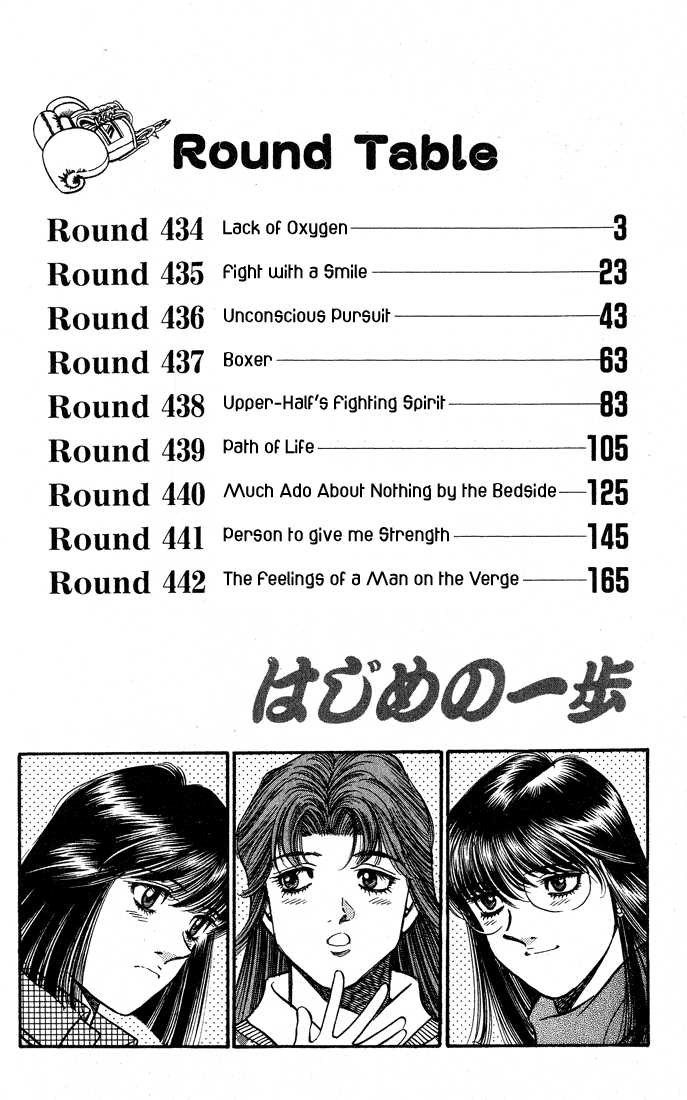 Round Table
Round 434 Lack of Oxygen 3
Round 435 Fight with a Smile 23
Round 436 Unconscious Pursuit 43
Round 437 Boxer 63
Round 438 Upper-Half's Fighting Spirit 83
Round 439 Path of Life 105
Round 440 Much Ado About Nothing by the Bedside 125
Round 441 Person to give me Strength 145
Round 442 The Feelings of a Man on the Verge 165
はじめの一歩